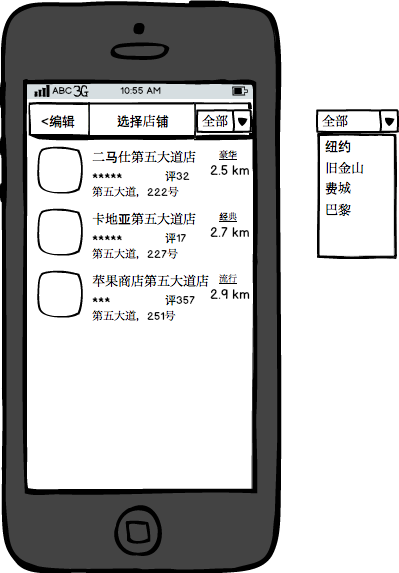 ABC 3G 10:55 AM
<编辑 选择店铺 全部
二马仕第五大道店 豪华
***** 评32 2.5 km
第五大道，222号
卡地亚第五大道店 经典
***** 评17 2.7 km
第五大道，227号
苹果商店第五大道店 流行
*** 评357 2.9 km
第五大道，251号
全部
纽约
旧金山
费城
巴黎